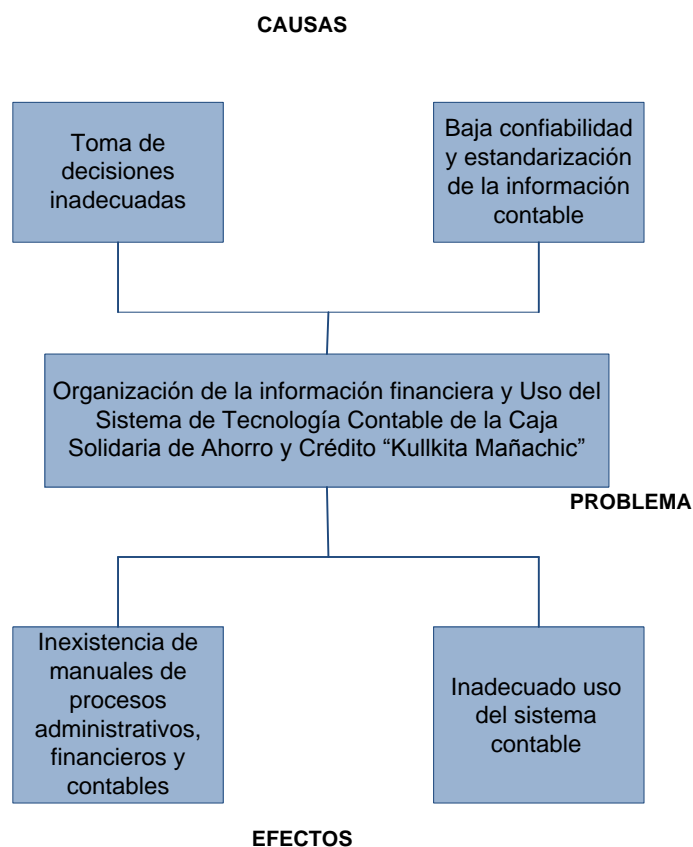 CAUSAS
Toma de
decisiones
inadecuadas
Baja confiabilidad
y estandarización
de la información
contable
Organización de la información financiera y Uso del
Sistema de Tecnología Contable de la Caja
Solidaria de Ahorro y Crédito “Kullkita Mañachic”
PROBLEMA
Inexistencia de
manuales de
procesos
administrativos,
financieros y
contables
Inadecuado uso
del sistema
contable
EFECTOS